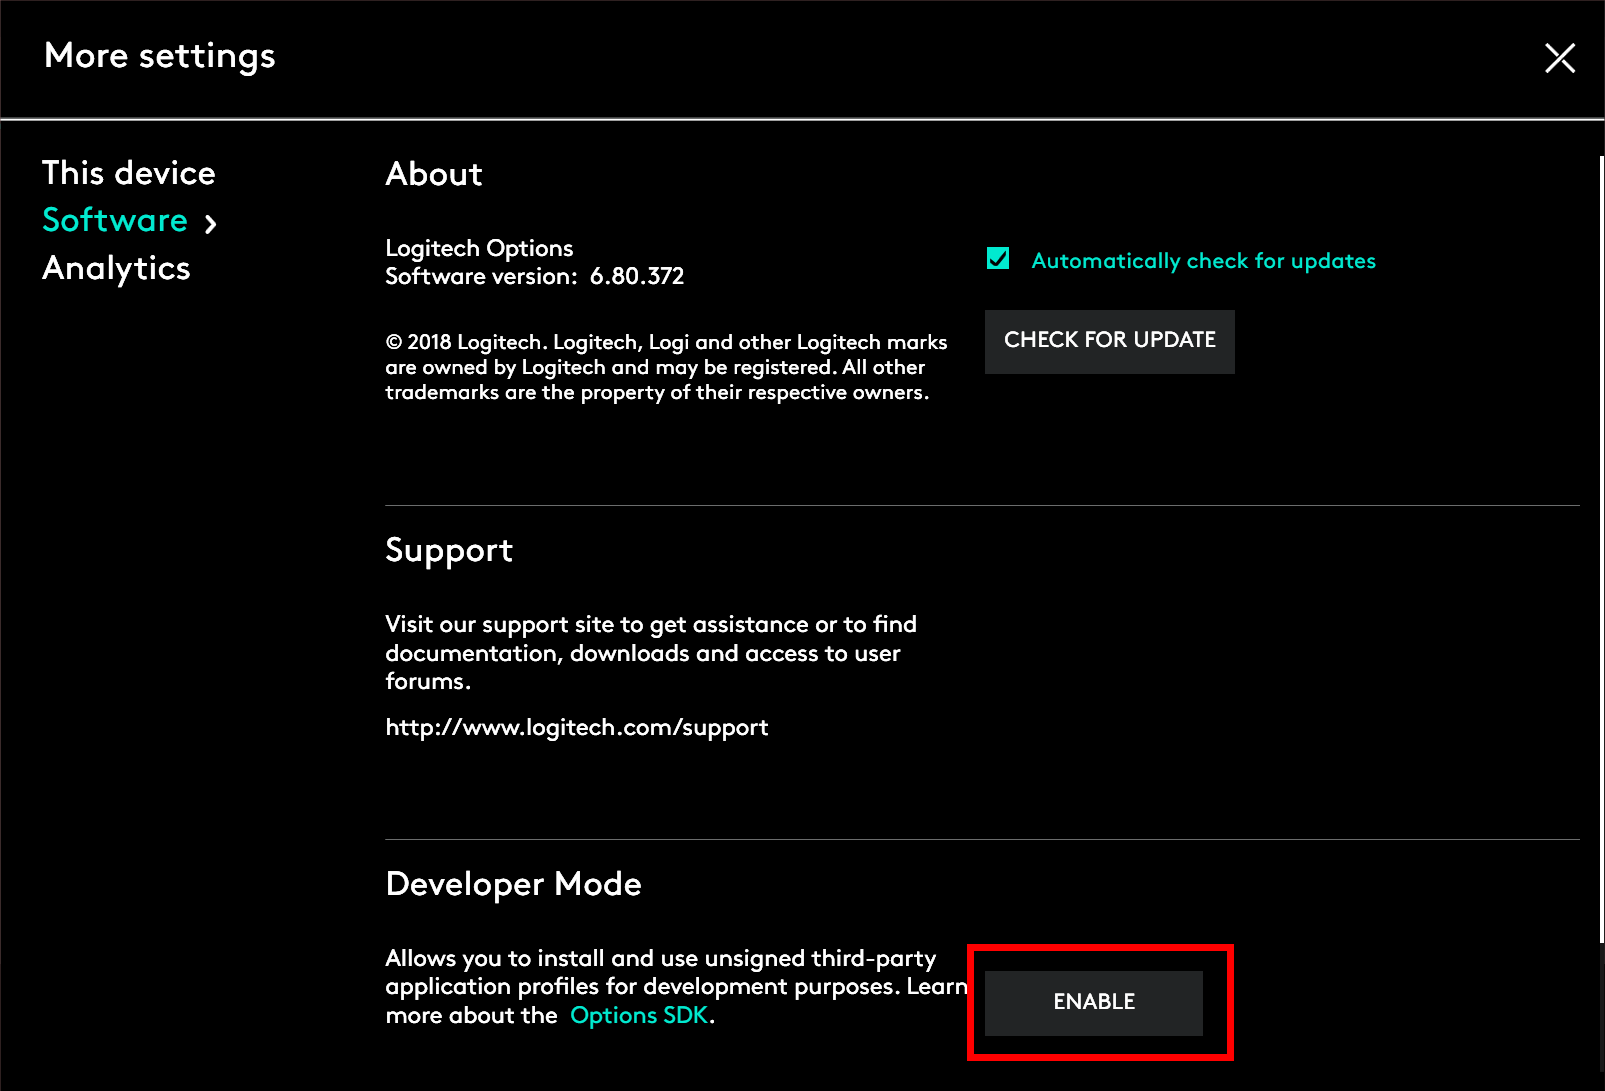 More settings
This device
Software
Analytics
About
Logitech Options
Software version: 6.80.372
Automatically check for updates
CHECK FOR UPDATE
© 2018 Logitech. Logitech, Logi and other Logitech marks
are owned by Logitech and may be registered. All other
trademarks are the property of their respective owners.
Support
Visit our support site to get assistance or to find
documentation, downloads and access to user
forums.
http://www.logitech.com/support
Developer Mode
Allows you to install and use unsigned third-party
application profiles for development purposes. Learn
more about the Options SDK.
ENABLE